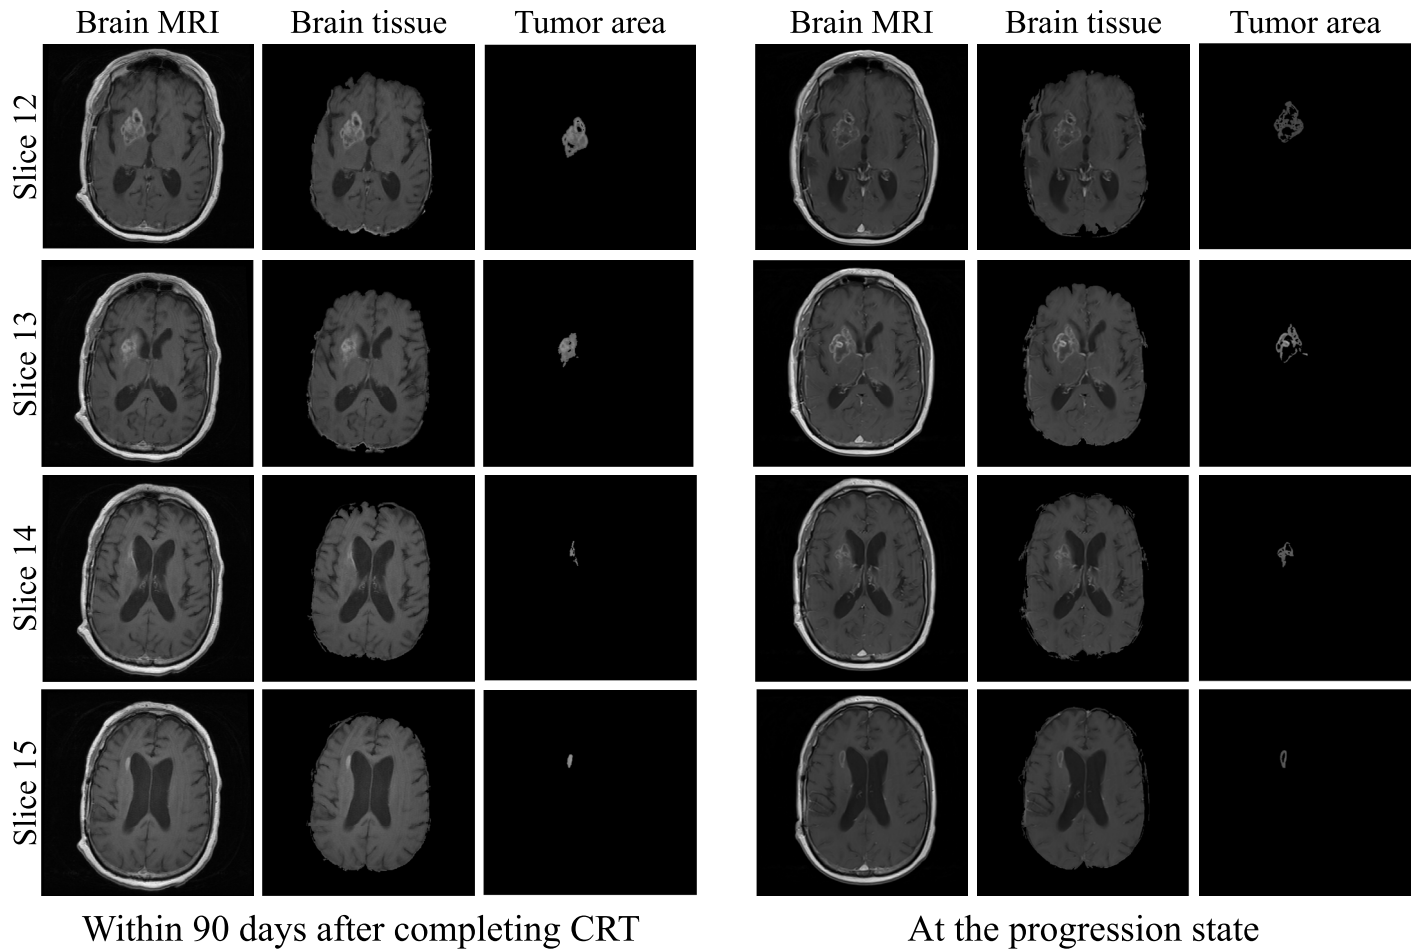 Brain MRI Brain tissue Tumor area Brain MRI Brain tissue Tumor area
Slice 12
Slice 13
Slice 14
Slice 15
Within 90 days after completing CRT
At the progression state